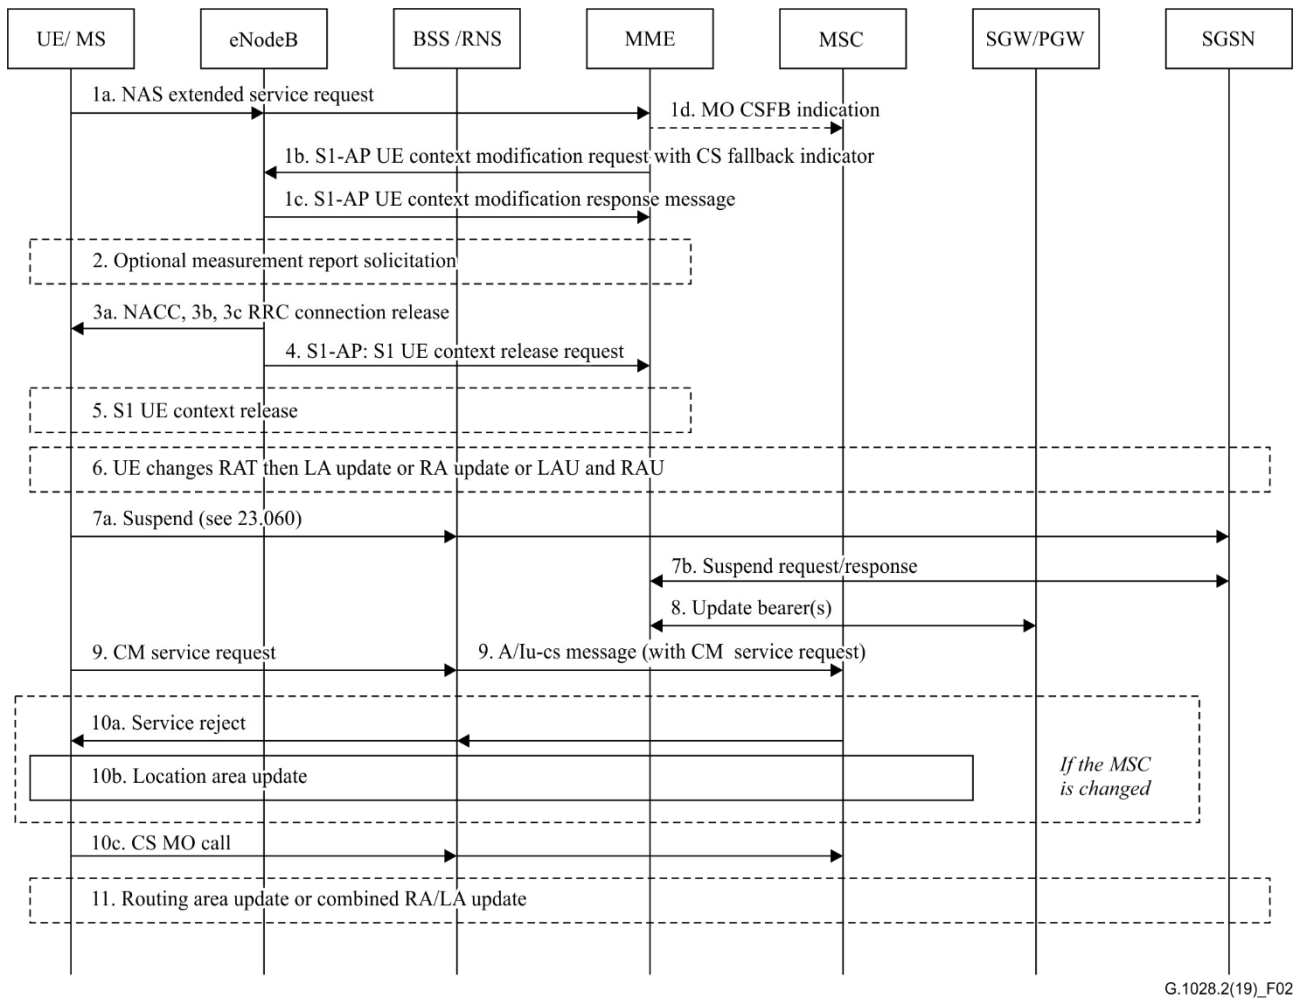 UE/ MS
eNodeB
BSS /RNS
MME
MSC
SGW/PGW
SGSN
1a. NAS extended service request
1d. MO CSFB indication
1b. S1-AP UE context modification request with CS fallback indicator
1c. S1-AP UE context modification response message
2. Optional measurement report solicitation
3a. NACC, 3b, 3c RRC connection release
4. S1-AP: S1 UE context release request
5. S1 UE context release
6. UE changes RAT then LA update or RA update or LAU and RAU
7a. Suspend (see 23.060)
7b. Suspend request/response
8. Update bearer(s)
9. CM service request
9. A/Iu-cs message (with CM service request)
10a. Service reject
10b. Location area update
If the MSC
is changed
10c. CS MO call
11. Routing area update or combined RA/LA update
G.1028.2(19)_F02